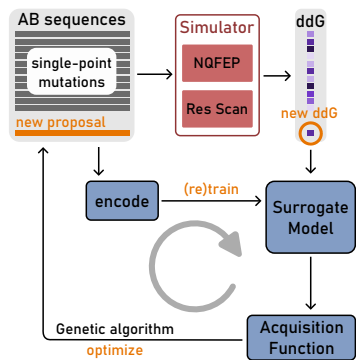 AB sequences
single-point
mutations
new proposal
Simulator
NQFEP
Res Scan
ddG
new ddG
encode
(re)train
Surrogate
Model
Genetic algorithm
optimize
Acquisition
Function